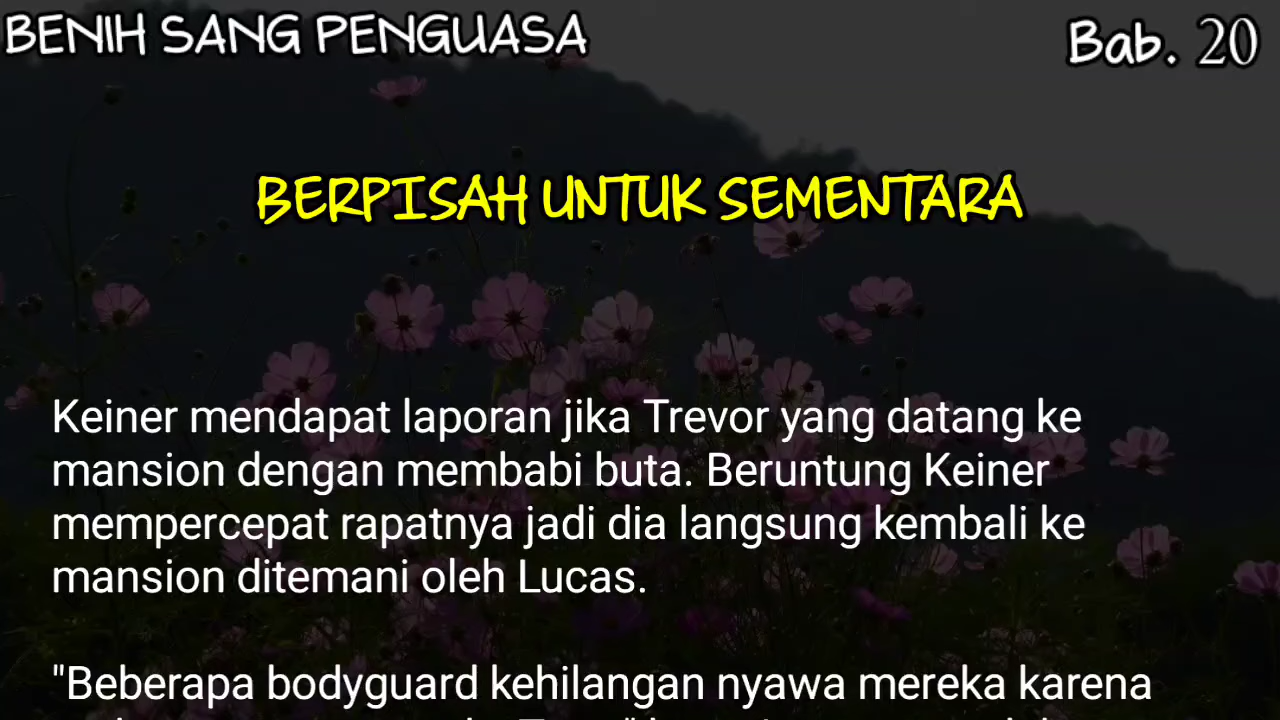 BENIH SANG PENGUASA
Bab. 20
BERPISAH UNTUK SEMENTARA
Keiner mendapat laporan jika Trevor yang datang ke
mansion dengan membabi buta. Beruntung Keiner
mempercepat rapatnya jadi dia langsung kembali ke
mansion ditemani oleh Lucas.
"Beberapa bodyguard kehilangan nyawa mereka karena